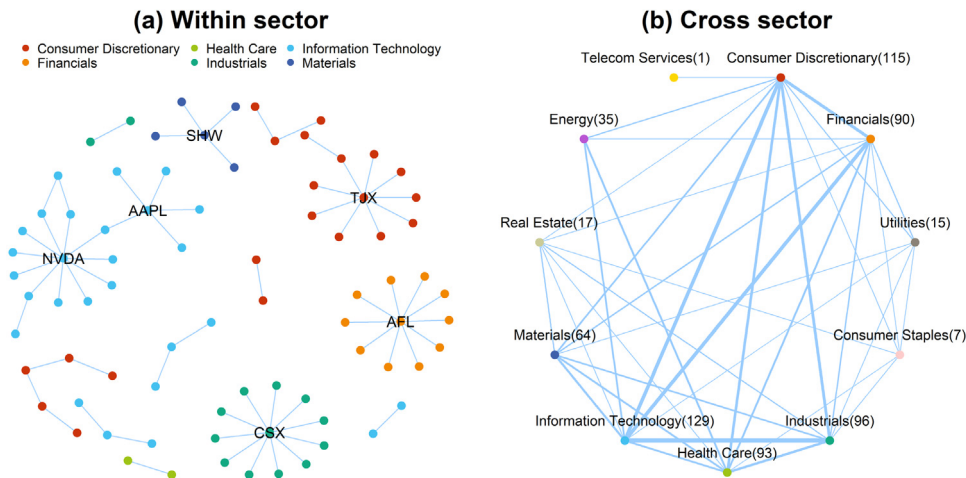 (a) Within sector
Consumer Discretionary
Health Care
Information Technology
Financials
Industrials
Materials
SHW
TJX
AAPL
NVDA
AFL
CSX
(b) Cross sector
Telecom Services(1)
Consumer Discretionary(115)
Energy(35)
Financials(90)
Real Estate(17)
Utilities(15)
Materials(64)
Consumer Staples(7)
Information Technology(129)
Industrials(96)
Health Care(93)